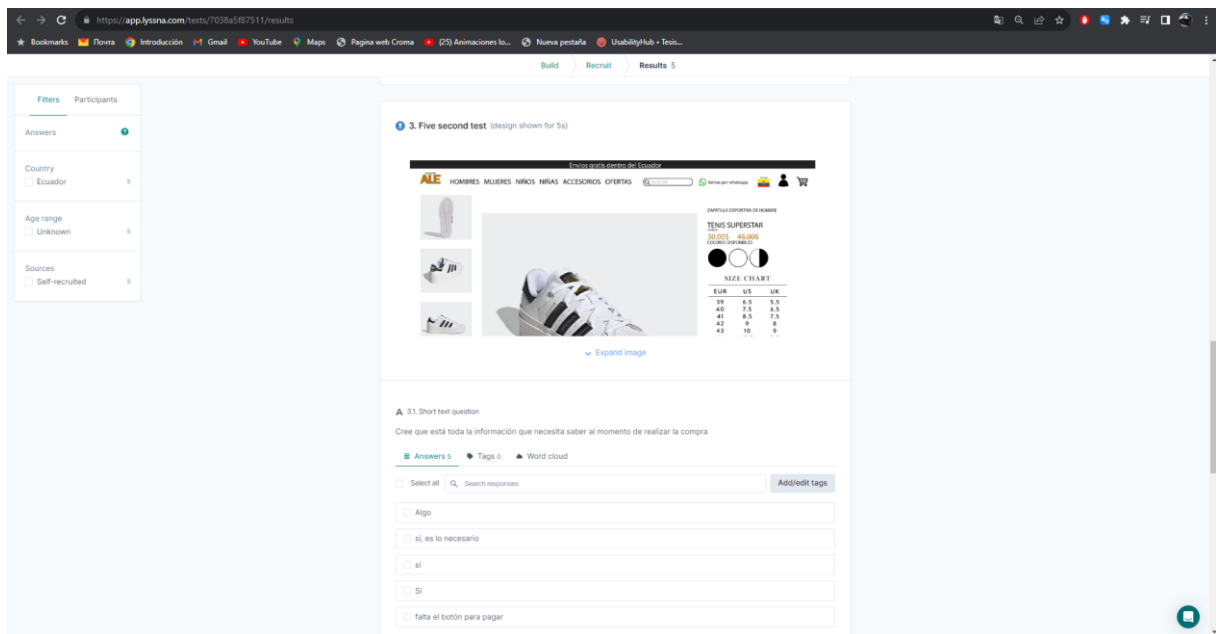 https://app.lyssna.com/tests/7038a5f87511/results
Bookmarks Почта Introducción Gmail YouTube Maps Pagina web Croma (25) Animaciones lo... Nueva pestaña UsabilityHub • Tesis...
Build Recruit Results 5
Filters Participants
Answers
Country
Ecuador 5
Age range
Unknown 5
Sources
Self-recruited 5
3. Five second test (design shown for 5s)
Envios gratis dentro del Ecuador
ALE HOMBRES MUJERES NIÑOS NIÑAS ACCESORIOS OFERTAS
ZAPATILLA DEPORTIVA DE HOMBRE
TENIS SUPERSTAR
30,00$ 45,00$
COLORES DISPONIBLES
SIZE CHART
EUR US UK
39 6.5 5.5
40 7.5 6.5
41 8.5 7.5
42 9 8
43 10 9
Expand image
3.1. Short text question
Cree que está toda la información que necesita saber al momento de realizar la compra
Answers 5 Tags 0 Word cloud
Select all Search responses Add/edit tags
Algo
si, es lo necesario
sí
Si
falta el botón para pagar